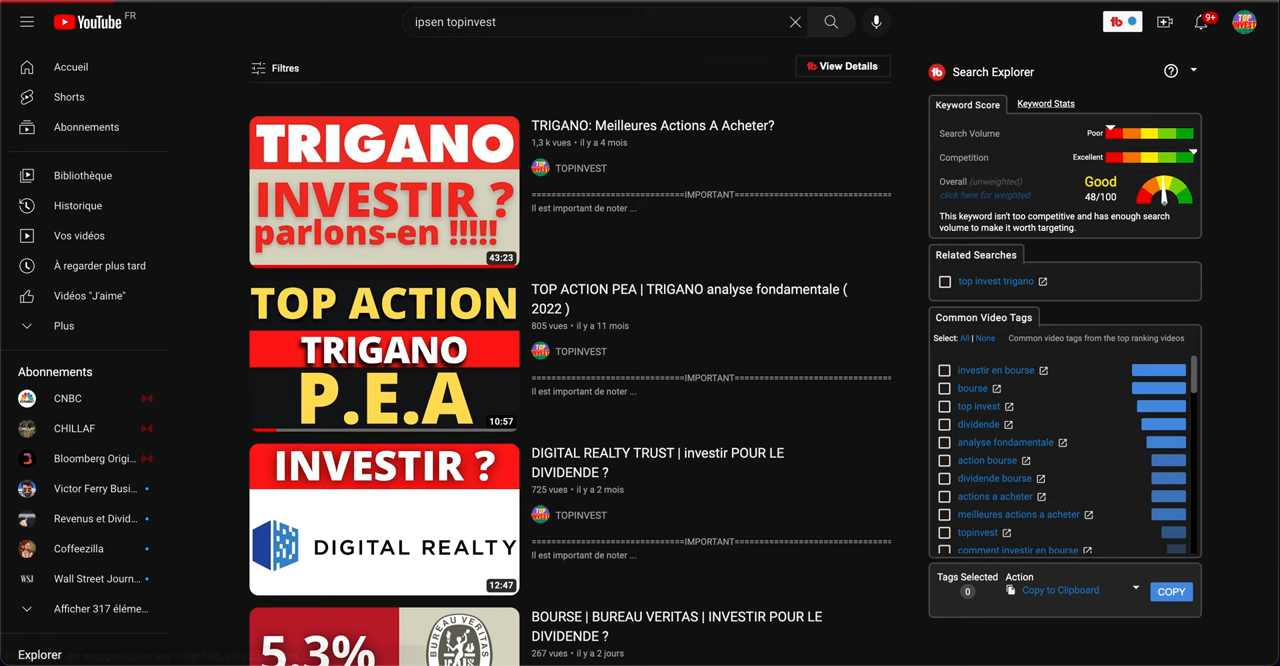 YouTube FR
ipsen topinvest
9+
TOP INVEST
Accueil
Shorts
Abonnements
Bibliothèque
Historique
Vos vidéos
À regarder plus tard
Vidéos "J'aime"
Plus
Abonnements
CNBC
CHILLAF
Bloomberg Origi...
Victor Ferry Busi...
Revenus et Divid...
Coffeezilla
Wall Street Journ...
Afficher 317 éléme...
Explorer
Filtres
View Details
TRIGANO
INVESTIR ?
parlons-en !!!!!
43:23
TRIGANO: Meilleures Actions A Acheter?
1,3 k vues • il y a 4 mois
TOPINVEST
==============================IMPORTANT==============================
Il est important de noter ...
TOP ACTION
TRIGANO
P.E.A
10:57
TOP ACTION PEA | TRIGANO analyse fondamentale (
2022 )
805 vues • il y a 11 mois
TOPINVEST
==============================IMPORTANT==============================
Il est important de noter ...
INVESTIR ?
DIGITAL REALTY
12:47
DIGITAL REALTY TRUST | investir POUR LE
DIVIDENDE ?
725 vues • il y a 2 mois
TOPINVEST
==============================IMPORTANT==============================
Il est important de noter ...
5.3%
BUREAU VERITAS
BOURSE | BUREAU VERITAS | INVESTIR POUR LE
DIVIDENDE ?
267 vues • il y a 2 jours
Search Explorer
Keyword Score Keyword Stats
Search Volume Poor
Competition Excellent
Overall (unweighted) Good
click here for weighted 48/100
This keyword isn't too competitive and has enough search
volume to make it worth targeting.
Related Searches
top invest trigano
Common Video Tags
Select: All | None Common video tags from the top ranking videos
investir en bourse
bourse
top invest
dividende
analyse fondamentale
action bourse
dividende bourse
actions a acheter
meilleures actions a acheter
topinvest
comment investir en bourse
Tags Selected Action
0 Copy to Clipboard
COPY